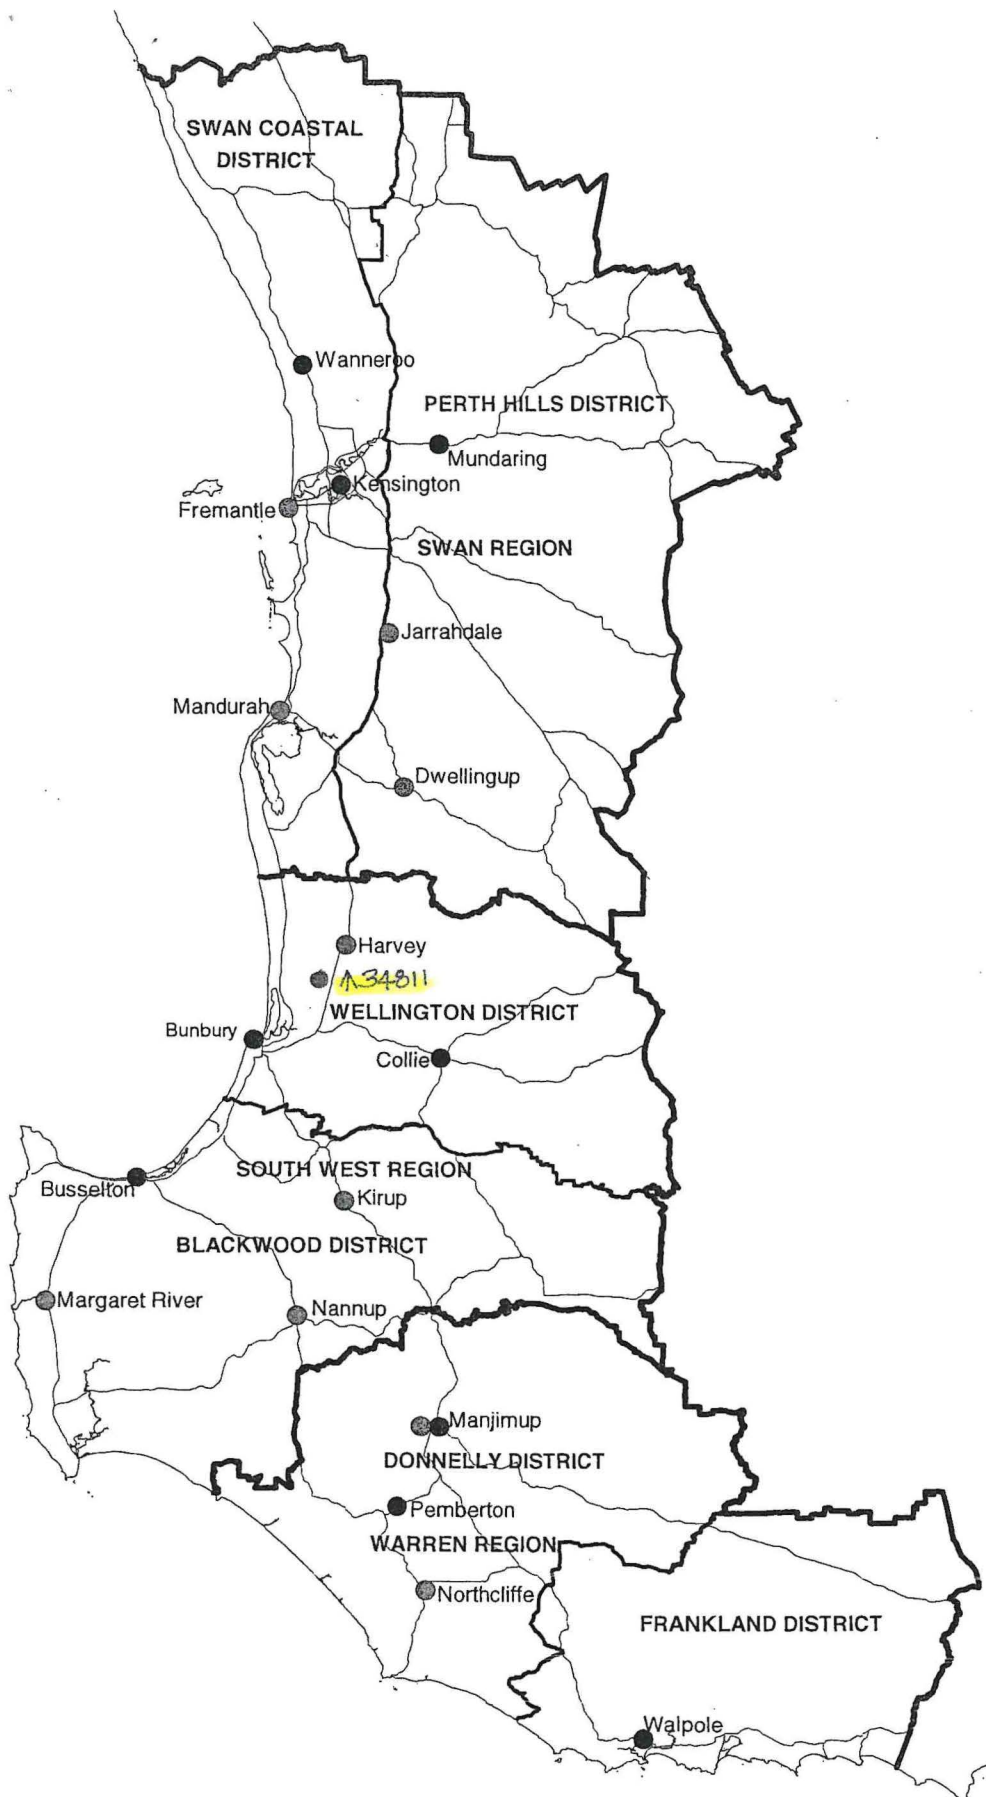 SWAN COASTAL
DISTRICT
Wanneroo
PERTH HILLS DISTRICT
Mundaring
Kensington
Fremantle
SWAN REGION
Jarrahdale
Mandurah
Dwellingup
Harvey
↑34811
WELLINGTON DISTRICT
Bunbury
Collie
SOUTH WEST REGION
Busselton
Kirup
BLACKWOOD DISTRICT
Margaret River
Nannup
Manjimup
DONNELLY DISTRICT
Pemberton
WARREN REGION
Northcliffe
FRANKLAND DISTRICT
Walpole